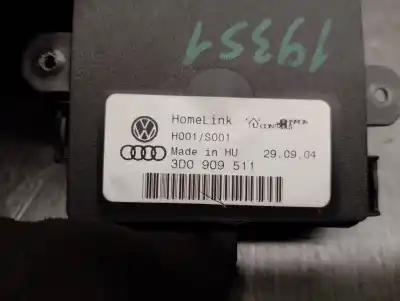 19351
HomeLink
H001/S001
Made in HU 29.09.04
3D0 909 511